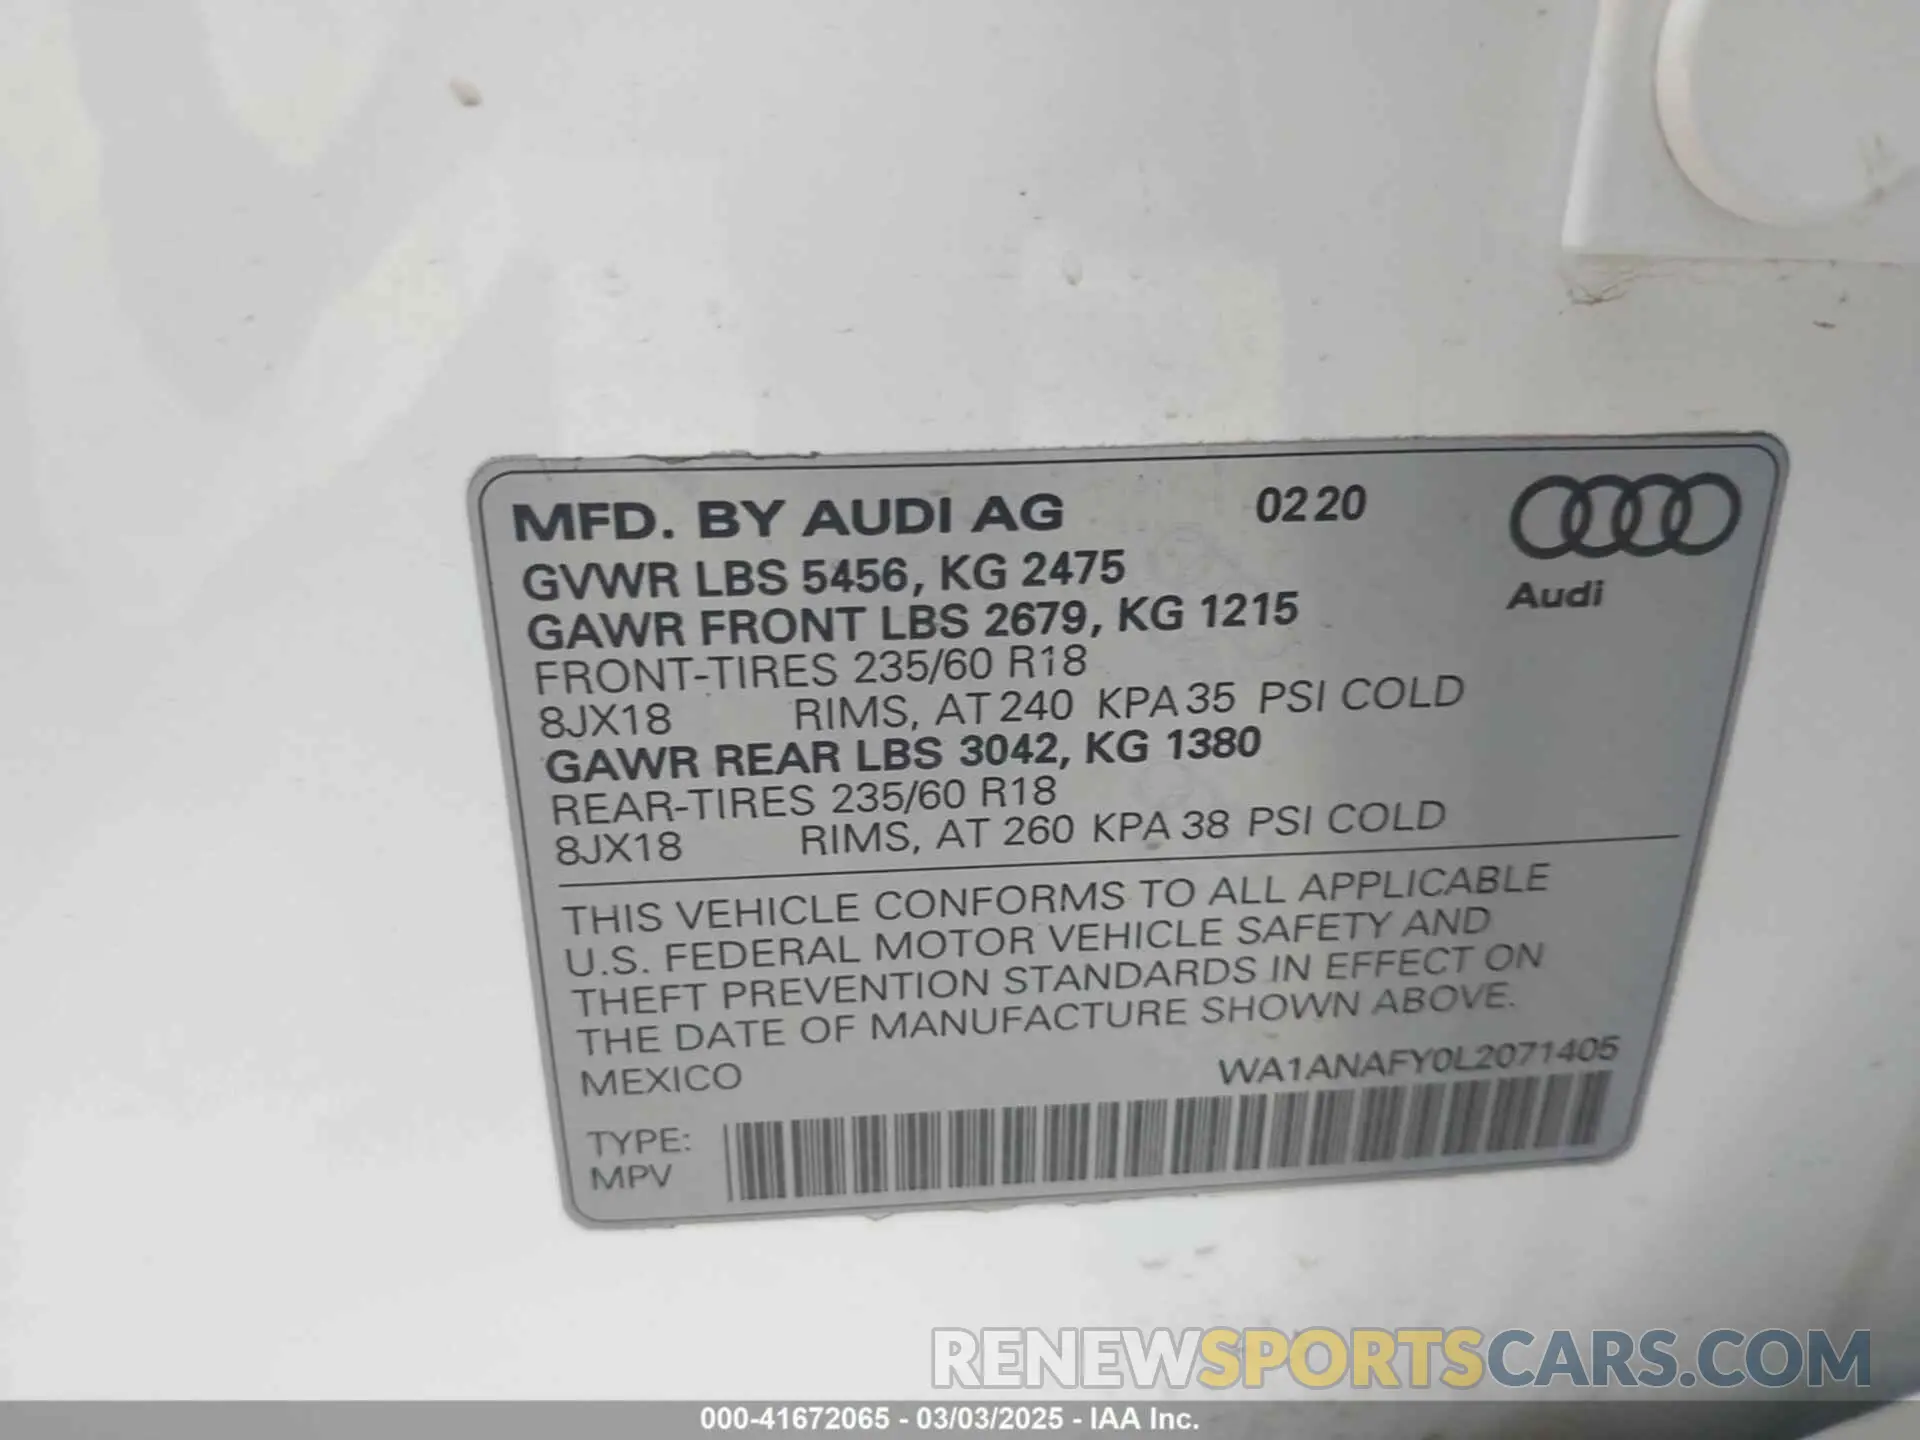 MFD. BY AUDI AG 0220
Audi
GVWR LBS 5456, KG 2475
GAWR FRONT LBS 2679, KG 1215
FRONT-TIRES 235/60 R18
8JX18 RIMS, AT 240 KPA 35 PSI COLD
GAWR REAR LBS 3042, KG 1380
REAR-TIRES 235/60 R18
8JX18 RIMS, AT 260 KPA 38 PSI COLD
THIS VEHICLE CONFORMS TO ALL APPLICABLE
U.S. FEDERAL MOTOR VEHICLE SAFETY AND
THEFT PREVENTION STANDARDS IN EFFECT ON
THE DATE OF MANUFACTURE SHOWN ABOVE.
MEXICO WA1ANAFY0L2071405
TYPE:
MPV
RENEWSPORTSCARS.COM
000-41672065 - 03/03/2025 - IAA Inc.